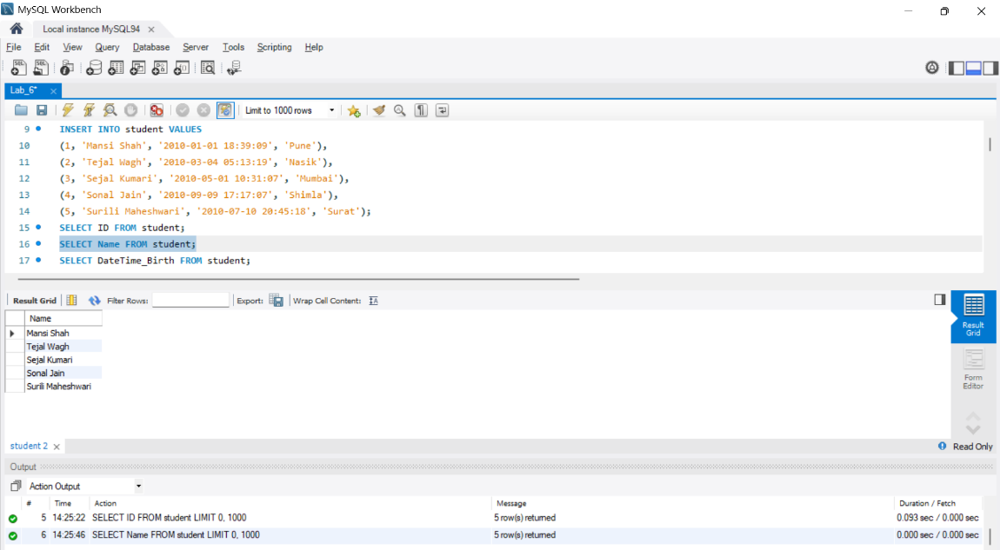 MySQL Workbench
Local instance MySQL94
File Edit View Query Database Server Tools Scripting Help
Lab_6*
Limit to 1000 rows
9 INSERT INTO student VALUES
10 (1, 'Mansi Shah', '2010-01-01 18:39:09', 'Pune'),
11 (2, 'Tejal Wagh', '2010-03-04 05:13:19', 'Nasik'),
12 (3, 'Sejal Kumari', '2010-05-01 10:31:07', 'Mumbai'),
13 (4, 'Sonal Jain', '2010-09-09 17:17:07', 'Shimla'),
14 (5, 'Surili Maheshwari', '2010-07-10 20:45:18', 'Surat');
15 SELECT ID FROM student;
16 SELECT Name FROM student;
17 SELECT DateTime_Birth FROM student;
Result Grid Filter Rows: Export: Wrap Cell Content:
Name
Mansi Shah
Tejal Wagh
Sejal Kumari
Sonal Jain
Surili Maheshwari
Result
Grid
Form
Editor
student 2 Read Only
Output
Action Output
# Time Action Message Duration / Fetch
5 14:25:22 SELECT ID FROM student LIMIT 0, 1000 5 row(s) returned 0.093 sec / 0.000 sec
6 14:25:46 SELECT Name FROM student LIMIT 0, 1000 5 row(s) returned 0.000 sec / 0.000 sec